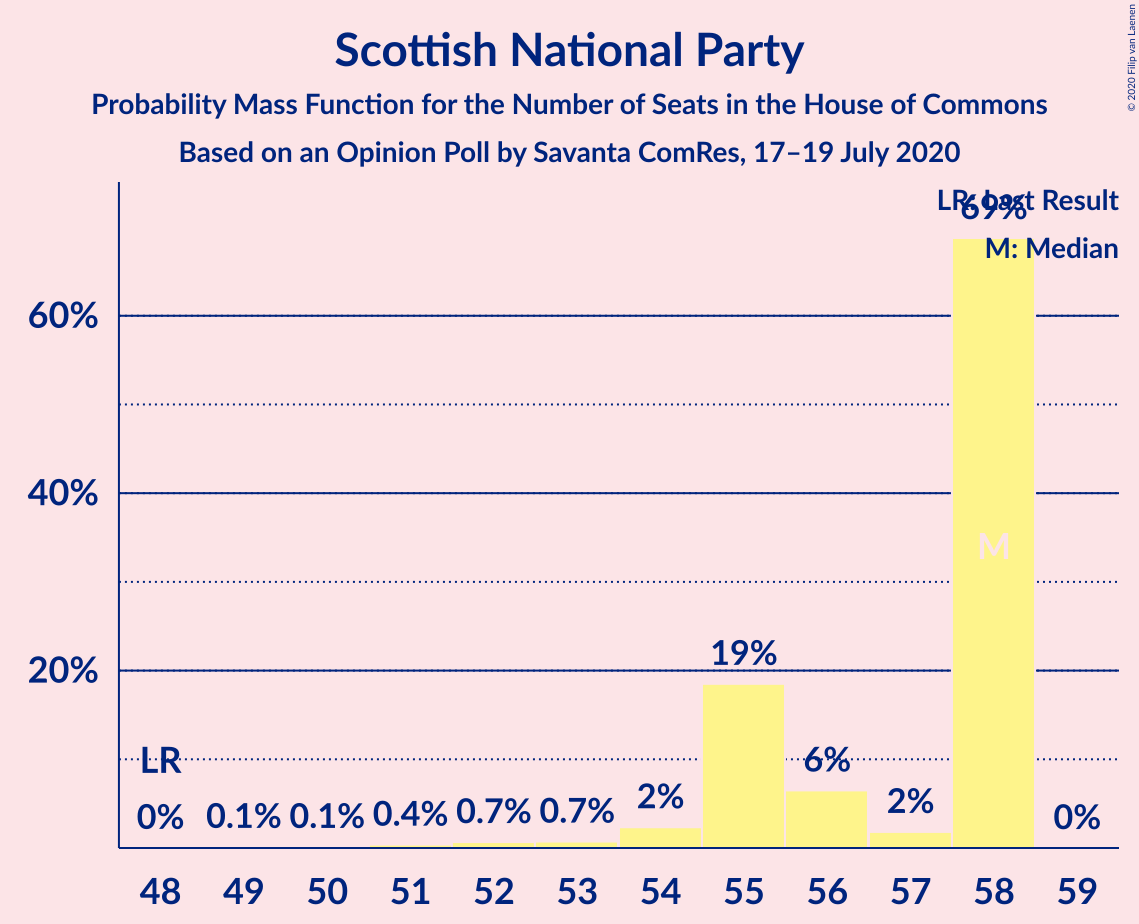 Scottish National Party
Probability Mass Function for the Number of Seats in the House of Commons
Based on an Opinion Poll by Savanta ComRes, 17–19 July 2020
© 2020 Filip van Laenen
LR: Last Result
M: Median
69%
60%
40%
M
20%
19%
LR
6%
0% 0.1% 0.1% 0.4% 0.7% 0.7% 2% 2% 0%
48 49 50 51 52 53 54 55 56 57 58 59